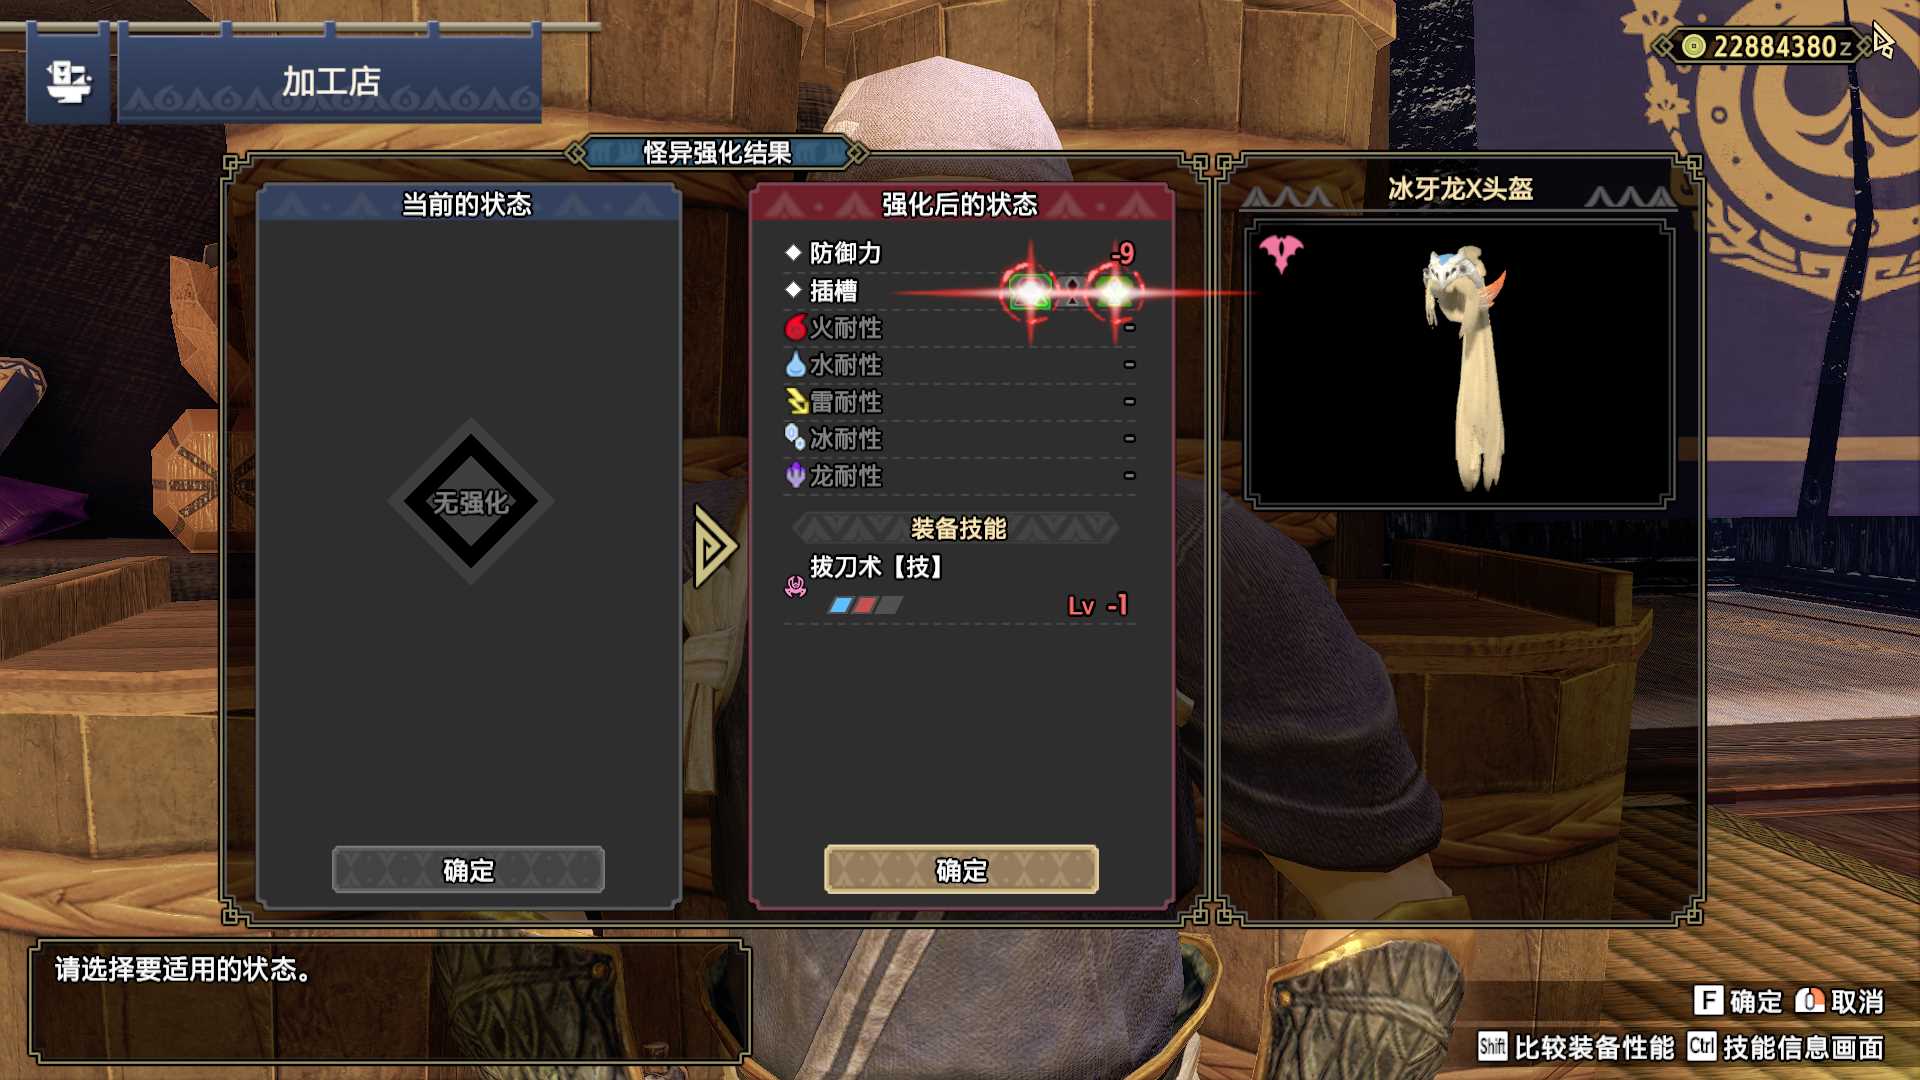 加工店
22884380z
怪异强化结果
当前的状态
无强化
确定
强化后的状态
防御力 -9
插槽
火耐性 -
水耐性 -
雷耐性 -
冰耐性 -
龙耐性 -
装备技能
拔刀术【技】
Lv -1
确定
冰牙龙X头盔
请选择要适用的状态。
F 确定 取消
Shift 比较装备性能 Ctrl 技能信息画面